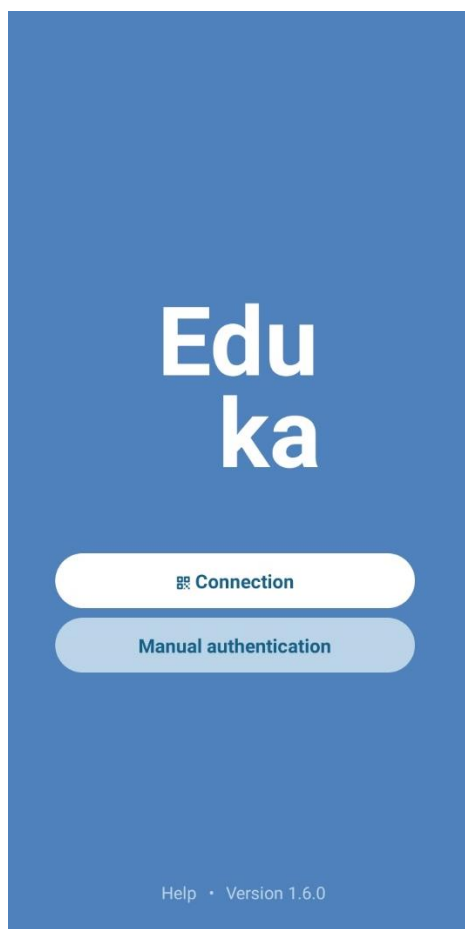 Edu
ka
Connection
Manual authentication
Help • Version 1.6.0